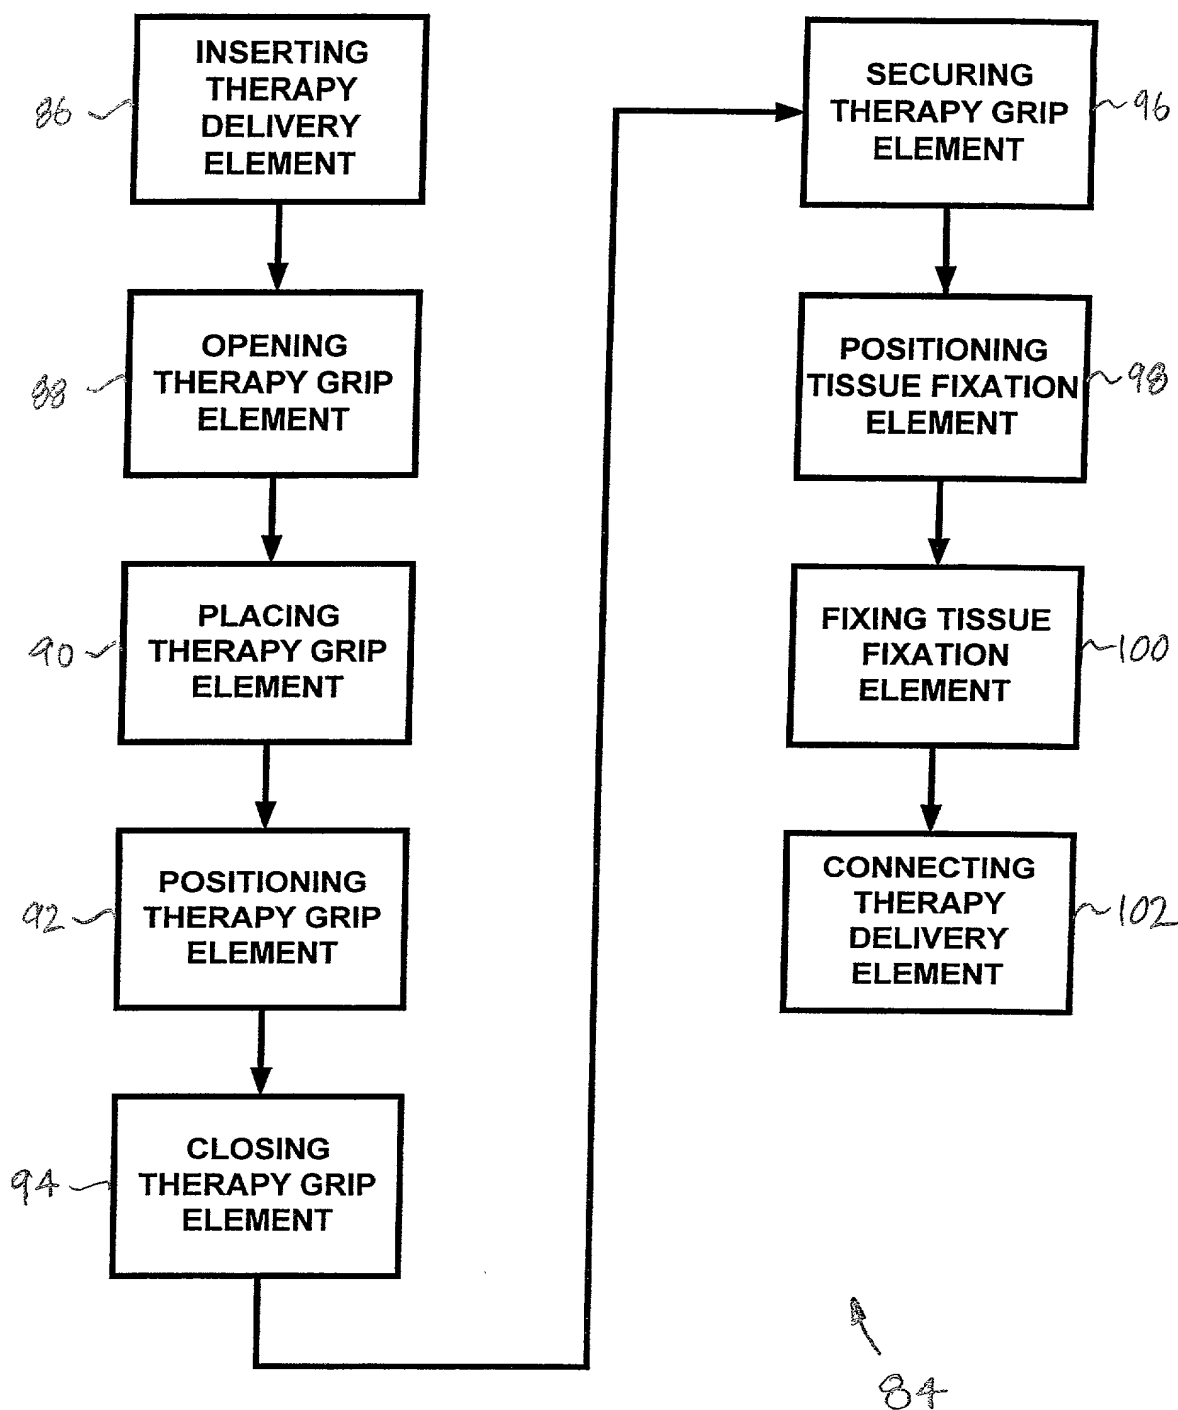 INSERTING
THERAPY
DELIVERY
ELEMENT
86
OPENING
THERAPY GRIP
ELEMENT
88
PLACING
THERAPY GRIP
ELEMENT
90
POSITIONING
THERAPY GRIP
ELEMENT
92
CLOSING
THERAPY GRIP
ELEMENT
94
SECURING
THERAPY GRIP
ELEMENT
96
POSITIONING
TISSUE FIXATION
ELEMENT
98
FIXING TISSUE
FIXATION
ELEMENT
100
CONNECTING
THERAPY
DELIVERY
ELEMENT
102
84